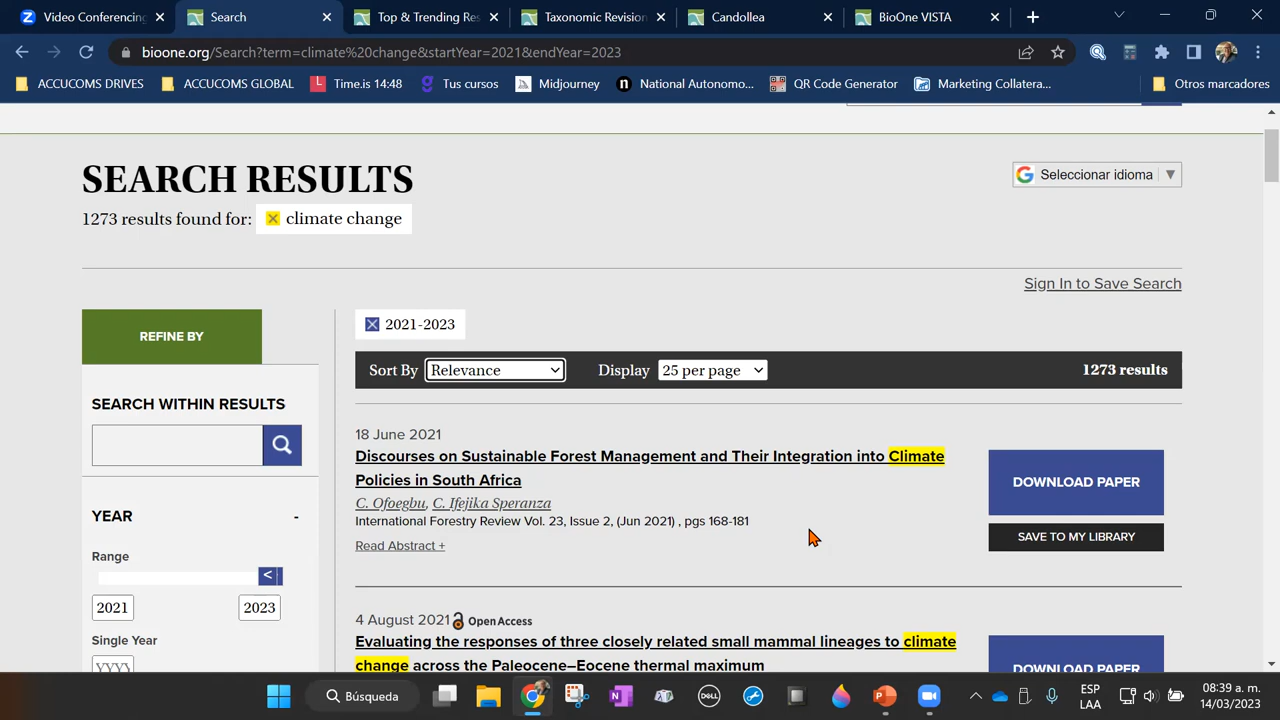 Video Conferencing
Search
Top & Trending Res
Taxonomic Revision
Candollea
BioOne VISTA
bioone.org/Search?term=climate%20change&startYear=2021&endYear=2023
ACCUCOMS DRIVES
ACCUCOMS GLOBAL
Time.is 14:48
Tus cursos
Midjourney
National Autonomo...
QR Code Generator
Marketing Collatera...
Otros marcadores
SEARCH RESULTS
Seleccionar idioma
1273 results found for: climate change
Sign In to Save Search
REFINE BY
2021-2023
Sort By Relevance Display 25 per page 1273 results
SEARCH WITHIN RESULTS
18 June 2021
Discourses on Sustainable Forest Management and Their Integration into Climate
Policies in South Africa
C. Ofoegbu, C. Ifejika Speranza
International Forestry Review Vol. 23, Issue 2, (Jun 2021) , pgs 168-181
Read Abstract +
DOWNLOAD PAPER
SAVE TO MY LIBRARY
YEAR -
Range
<
2021 2023
Single Year
YYYY
4 August 2021 Open Access
Evaluating the responses of three closely related small mammal lineages to climate
change across the Paleocene–Eocene thermal maximum
DOWNLOAD PAPER
Búsqueda
DELL
ESP
LAA
08:39 a. m.
14/03/2023